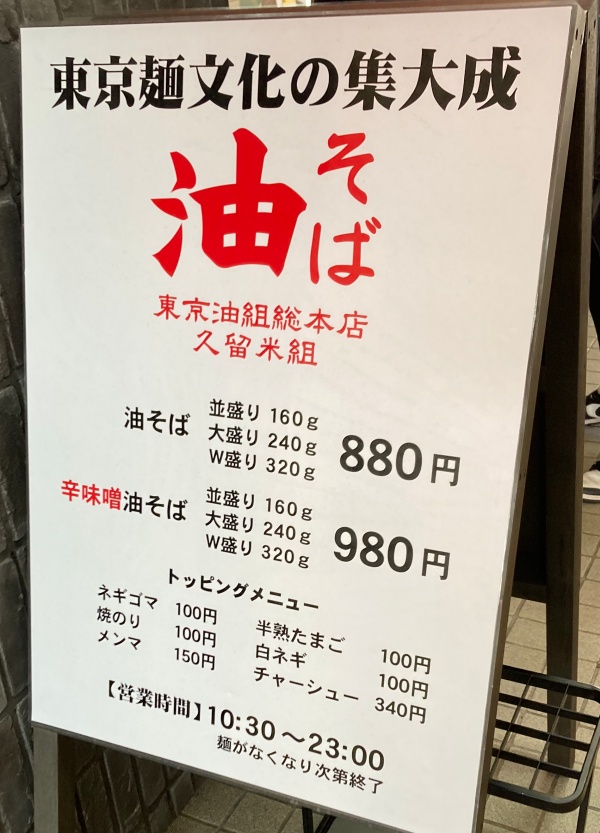 東京麺文化の集大成
油そば
東京油組総本店
久留米組
油そば 並盛り 160g 880円
大盛り 240g
W盛り 320g
辛味噌油そば 並盛り 160g 980円
大盛り 240g
W盛り 320g
トッピングメニュー
ネギゴマ 100円 半熟たまご 100円
焼のり 100円 白ネギ 100円
メンマ 150円 チャーシュー 340円
【営業時間】10:30〜23:00
麺がなくなり次第終了